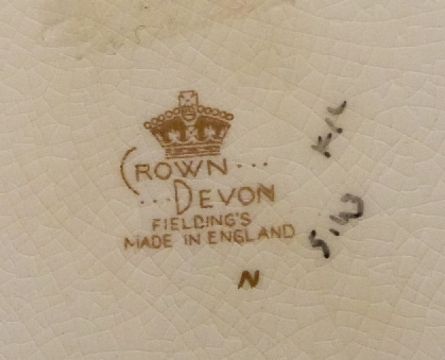 CROWN...
...DEVON
FIELDING'S
MADE IN ENGLAND
N
S.W